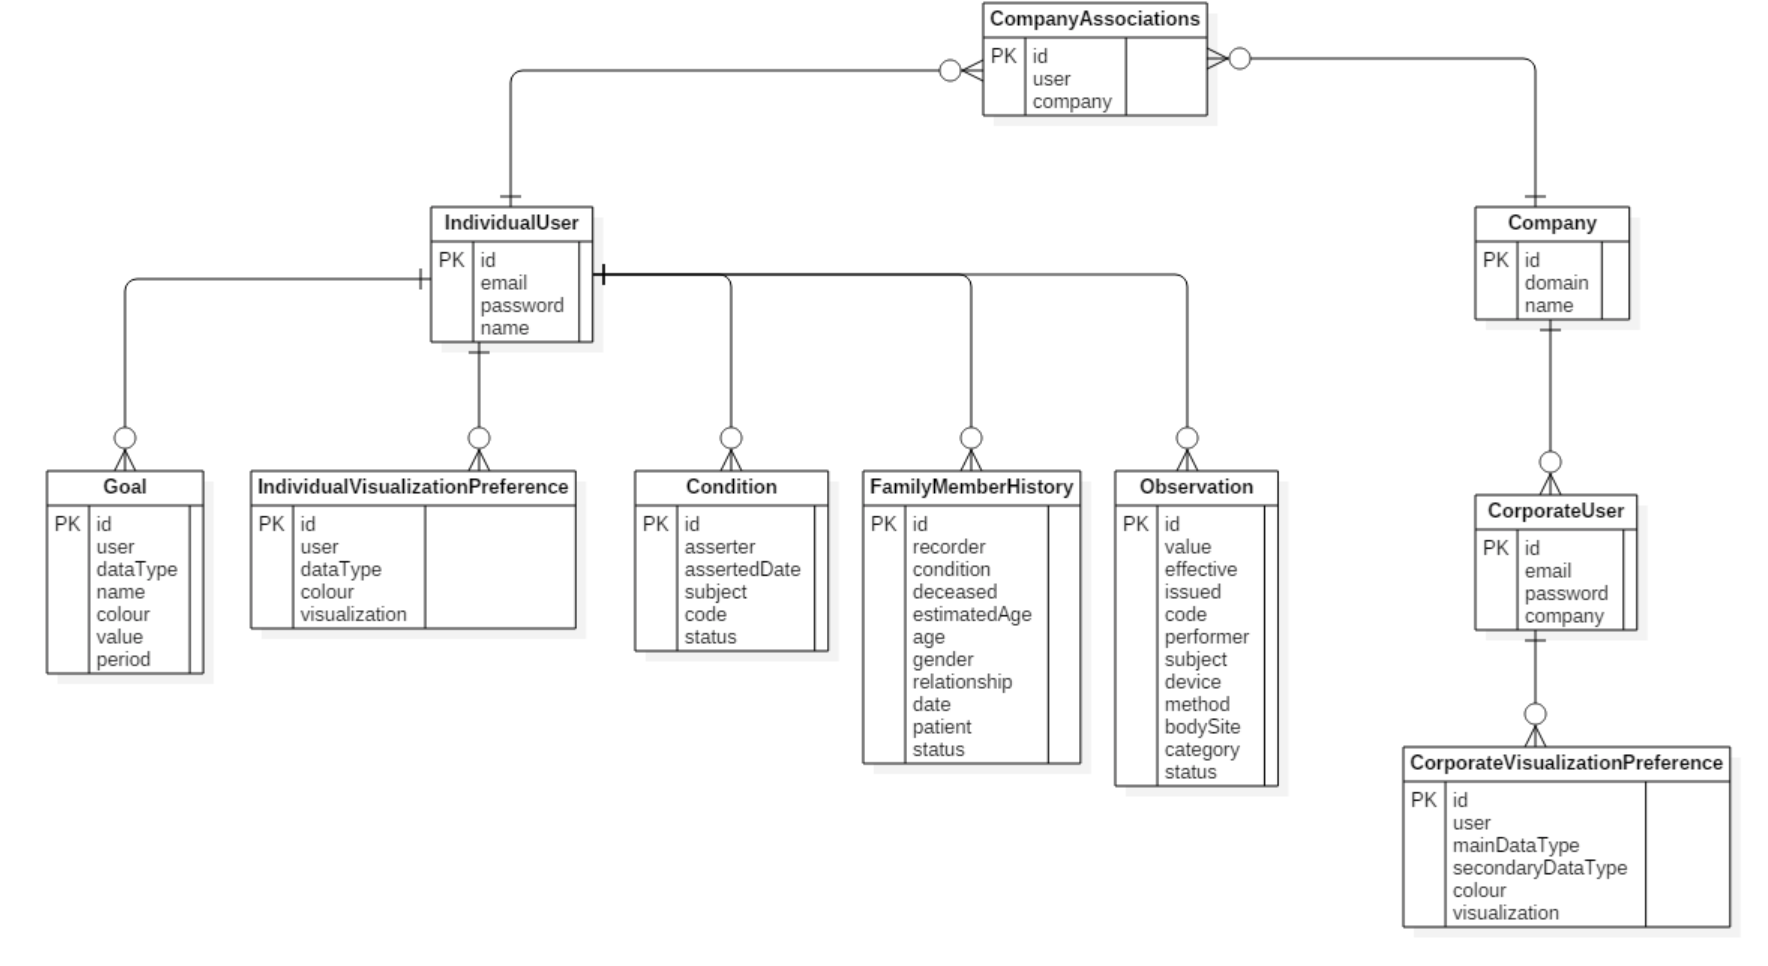 CompanyAssociations
PK id
user
company
IndividualUser
PK id
email
password
name
Company
PK id
domain
name
Goal
PK id
user
dataType
name
colour
value
period
IndividualVisualizationPreference
PK id
user
dataType
colour
visualization
Condition
PK id
asserter
assertedDate
subject
code
status
FamilyMemberHistory
PK id
recorder
condition
deceased
estimatedAge
age
gender
relationship
date
patient
status
Observation
PK id
value
effective
issued
code
performer
subject
device
method
bodySite
category
status
CorporateUser
PK id
email
password
company
CorporateVisualizationPreference
PK id
user
mainDataType
secondaryDataType
colour
visualization